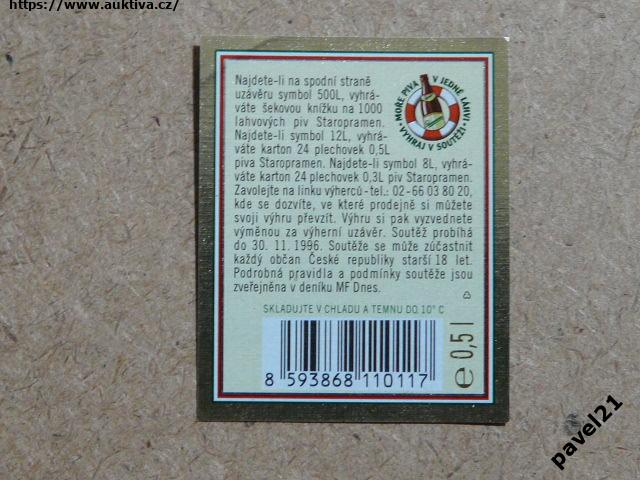 https://www.auktiva.cz/
Najdete-li na spodní straně
uzávěru symbol 500L, vyhrá-
váte šekovou knížku na 1000
lahvových piv Staropramen.
Najdete-li symbol 12L, vyhrá-
váte karton 24 plechovek 0,5L
piva Staropramen. Najdete-li symbol 8L, vyhrá-
váte karton 24 plechovek 0,3L piv Staropramen.
Zavolejte na linku výherců - tel.: 02 - 66 03 80 20,
kde se dozvíte, ve které prodejně si můžete
svoji výhru převzít. Výhru si pak vyzvednete
výměnou za výherní uzávěr. Soutěž probíhá
do 30. 11. 1996. Soutěže se může zúčastnit
každý občan České republiky starší 18 let.
Podrobná pravidla a podmínky soutěže jsou
zveřejněna v deníku MF Dnes.
MOŘE PIVA V JEDNÉ LÁHVI
• VYHRAJ V SOUTĚŽI •
SKLADUJTE V CHLADU A TEMNU DO 10° C
8 593868 110117
℮ 0,5 l
pavel21